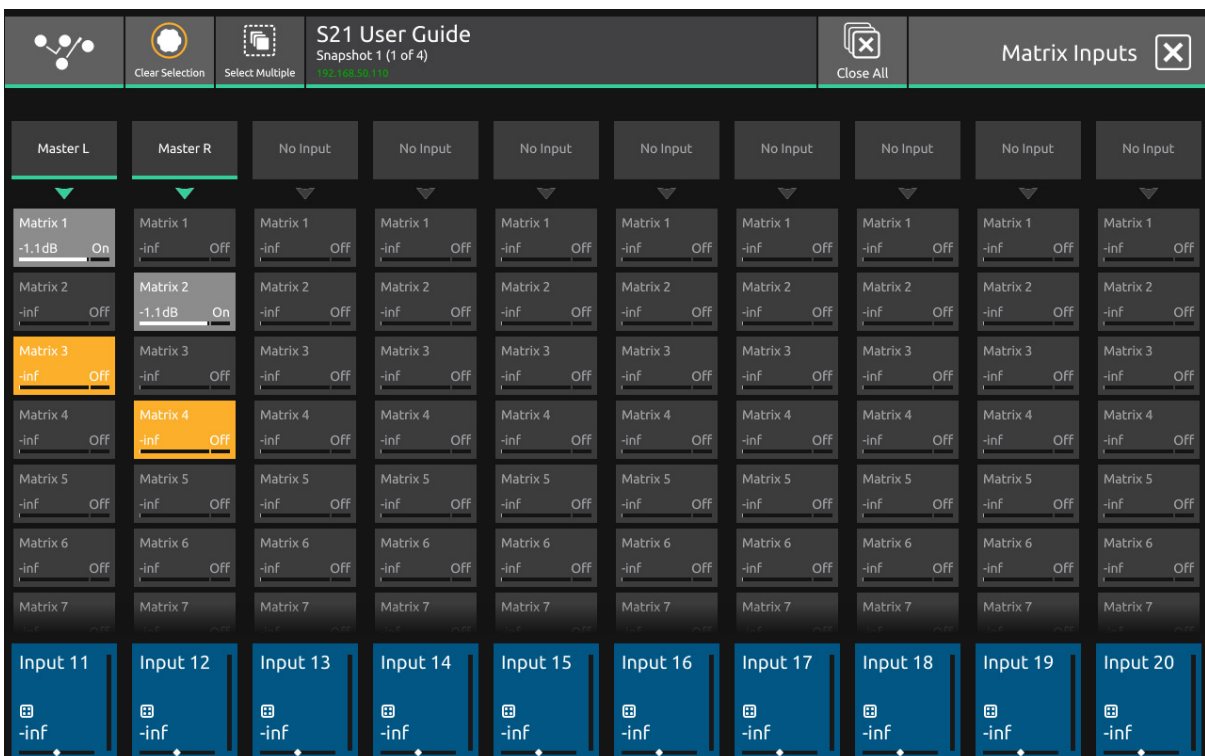 S21 User Guide
Snapshot 1 (1 of 4)
192.168.50.110
Clear Selection Select Multiple Close All Matrix Inputs
Master L Master R No Input No Input No Input No Input No Input No Input No Input No Input
Matrix 1 Matrix 1 Matrix 1 Matrix 1 Matrix 1 Matrix 1 Matrix 1 Matrix 1 Matrix 1 Matrix 1
-1.1dB On -inf Off -inf Off -inf Off -inf Off -inf Off -inf Off -inf Off -inf Off -inf Off
Matrix 2 Matrix 2 Matrix 2 Matrix 2 Matrix 2 Matrix 2 Matrix 2 Matrix 2 Matrix 2 Matrix 2
-inf Off -1.1dB On -inf Off -inf Off -inf Off -inf Off -inf Off -inf Off -inf Off -inf Off
Matrix 3 Matrix 3 Matrix 3 Matrix 3 Matrix 3 Matrix 3 Matrix 3 Matrix 3 Matrix 3 Matrix 3
-inf Off -inf Off -inf Off -inf Off -inf Off -inf Off -inf Off -inf Off -inf Off -inf Off
Matrix 4 Matrix 4 Matrix 4 Matrix 4 Matrix 4 Matrix 4 Matrix 4 Matrix 4 Matrix 4 Matrix 4
-inf Off -inf Off -inf Off -inf Off -inf Off -inf Off -inf Off -inf Off -inf Off -inf Off
Matrix 5 Matrix 5 Matrix 5 Matrix 5 Matrix 5 Matrix 5 Matrix 5 Matrix 5 Matrix 5 Matrix 5
-inf Off -inf Off -inf Off -inf Off -inf Off -inf Off -inf Off -inf Off -inf Off -inf Off
Matrix 6 Matrix 6 Matrix 6 Matrix 6 Matrix 6 Matrix 6 Matrix 6 Matrix 6 Matrix 6 Matrix 6
-inf Off -inf Off -inf Off -inf Off -inf Off -inf Off -inf Off -inf Off -inf Off -inf Off
Matrix 7 Matrix 7 Matrix 7 Matrix 7 Matrix 7 Matrix 7 Matrix 7 Matrix 7 Matrix 7 Matrix 7
Input 11 Input 12 Input 13 Input 14 Input 15 Input 16 Input 17 Input 18 Input 19 Input 20
-inf -inf -inf -inf -inf -inf -inf -inf -inf -inf